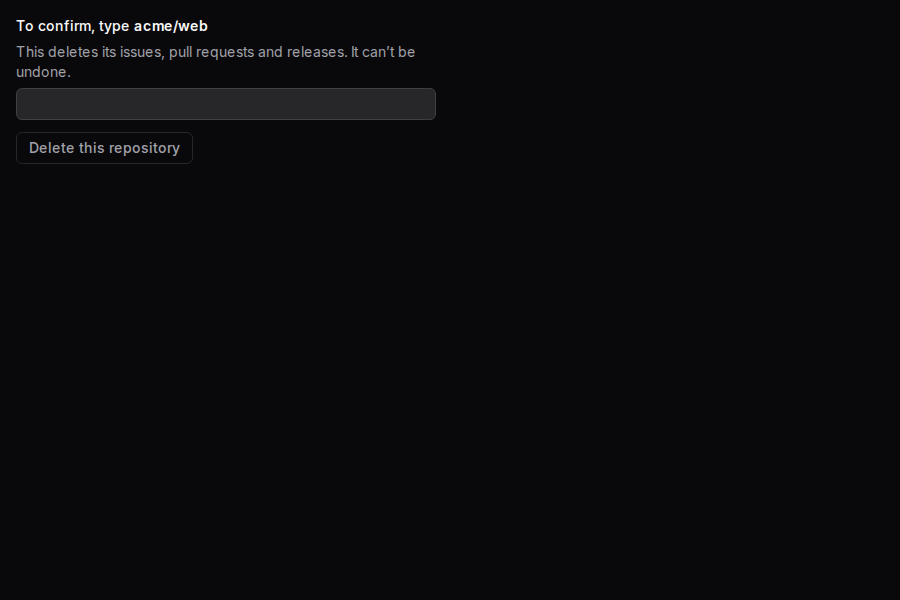 To confirm, type acme/web
This deletes its issues, pull requests and releases. It can’t be
undone.
Delete this repository